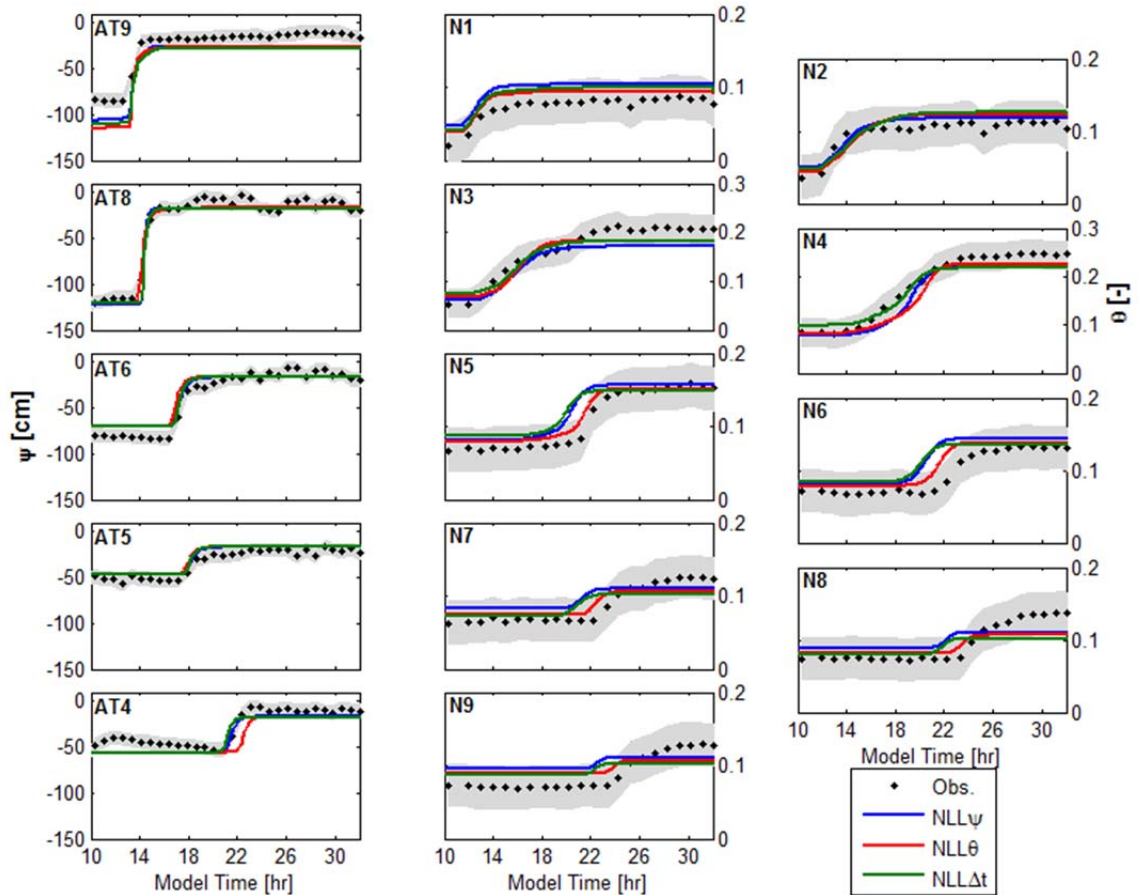 AT9
0
-50
-100
-150
AT8
0
-50
-100
-150
AT6
0
-50
-100
-150
AT5
0
-50
-100
-150
AT4
0
-50
-100
-150
10 14 18 22 26 30
Model Time [hr]
ψ [cm]
N1
0.2
0.1
0
N3
0.3
0.2
0.1
0
N5
0.2
0.1
0
N7
0.2
0.1
0
N9
0.2
0.1
0
10 14 18 22 26 30
Model Time [hr]
N2
0.2
0.1
0
N4
0.3
0.2
0.1
0
N6
0.2
0.1
0
N8
0.2
0.1
0
10 14 18 22 26 30
Model Time [hr]
θ [-]
Obs.
NLLψ
NLLθ
NLLΔt